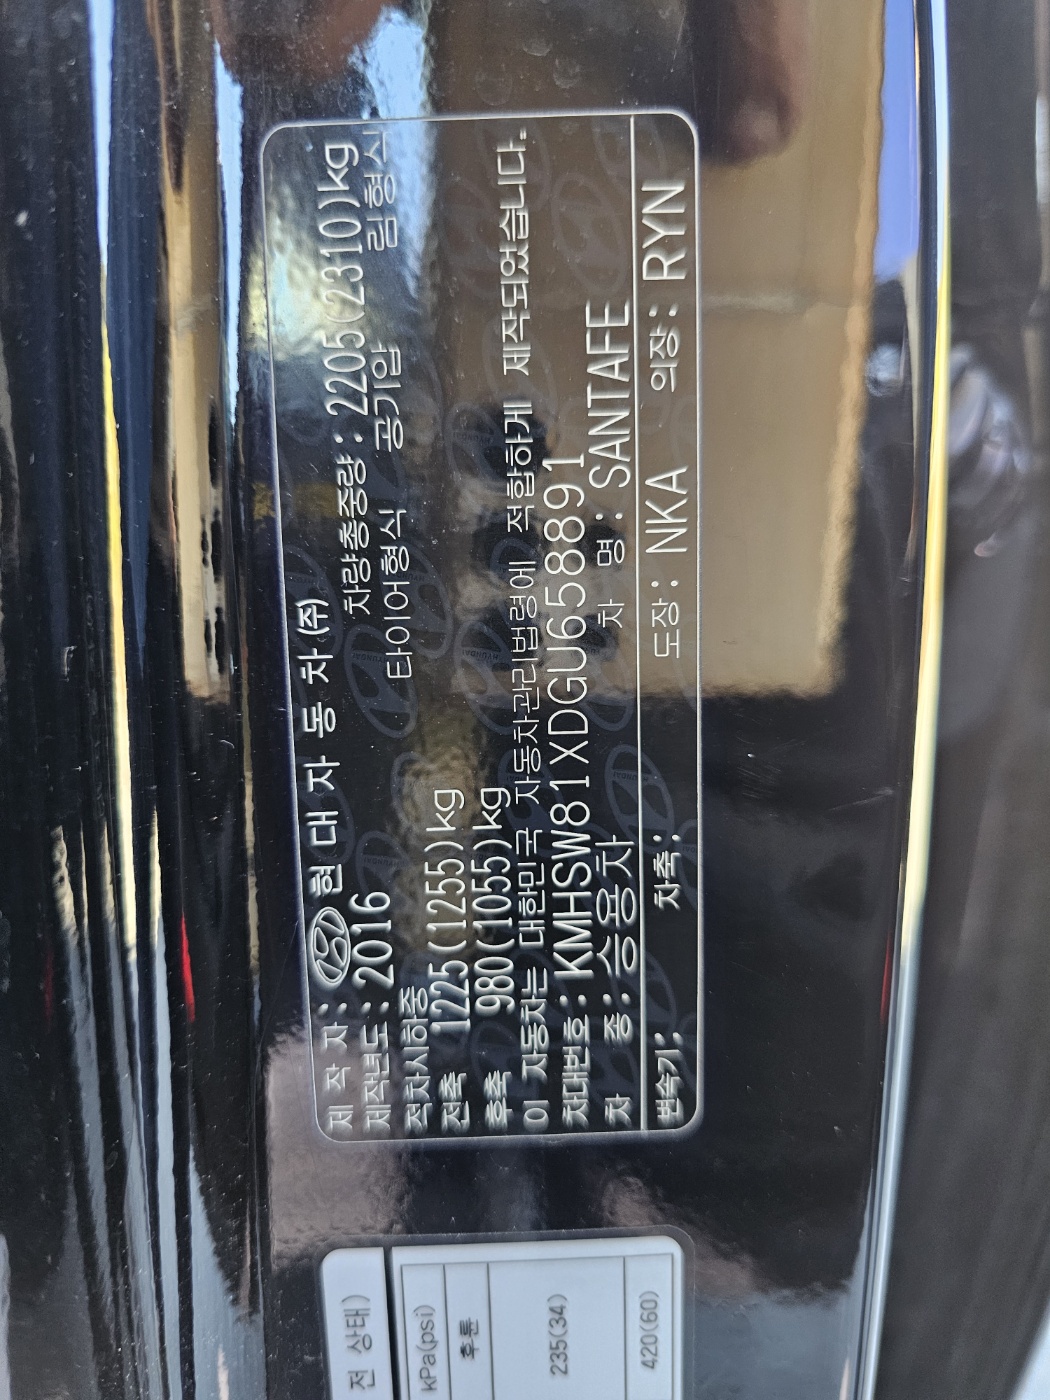 제 작 자 : HYUNDAI 현 대 자 동 차 (주)
제작년도 : 2016 차량총중량 : 2205(2310)kg
적차시하중 타이어형식 공기압 림형식
전축 1225(1255)kg
후축 980(1055)kg
이 자동차는 대한민국 자동차관리법령에 적합하게 제작되었습니다.
차대번호 : KMHSW81XDGU658891
차 종 : 승용차 차 명 : SANTAFE
변속기 : 차축 : 도장 : NKA 의장 : RYN
전 상태)
kPa(psi)
후륜
235(34)
420(60)